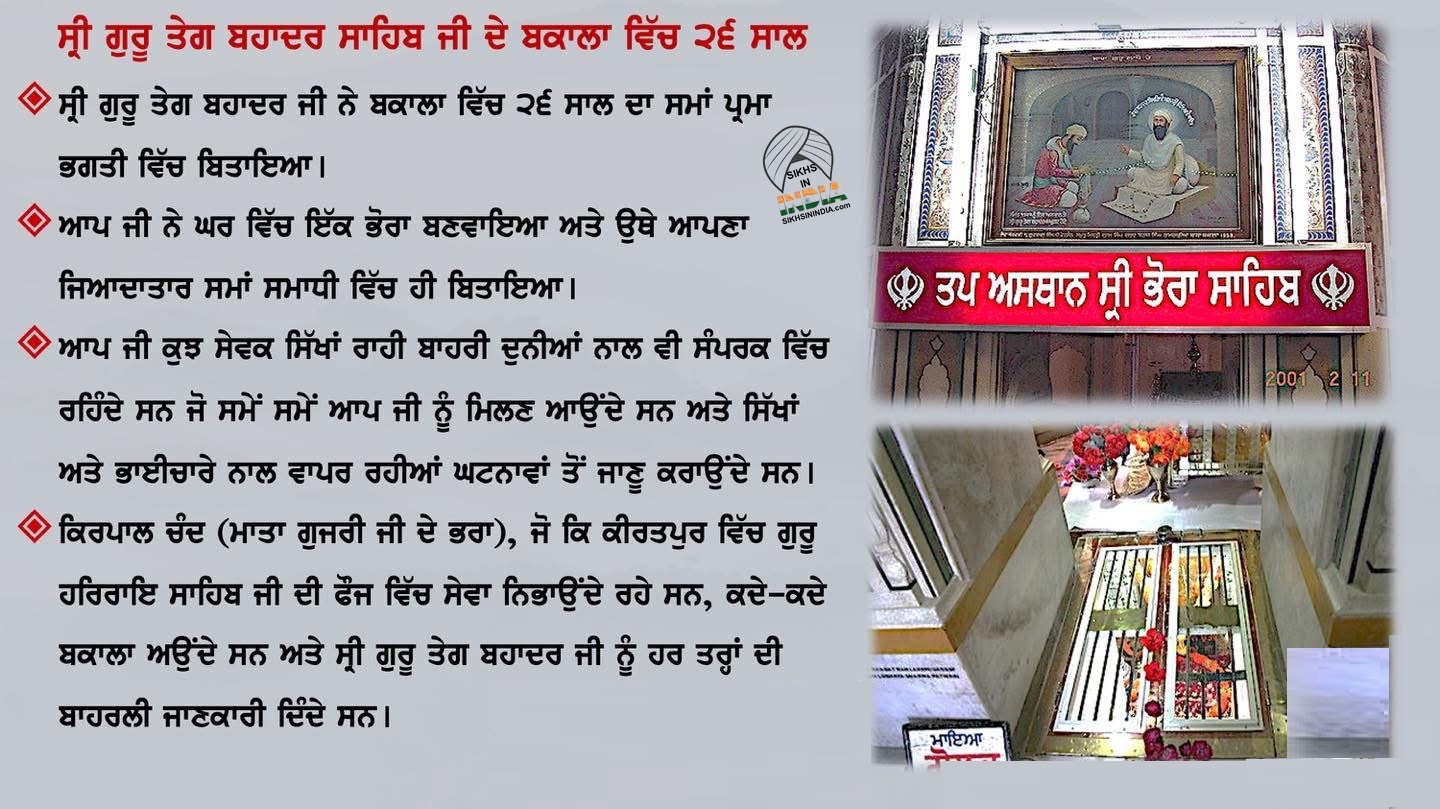 ਸ੍ਰੀ ਗੁਰੂ ਤੇਗ ਬਹਾਦਰ ਸਾਹਿਬ ਜੀ ਦੇ ਬਕਾਲਾ ਵਿੱਚ ੨੬ ਸਾਲ
ਸ੍ਰੀ ਗੁਰੂ ਤੇਗ ਬਹਾਦਰ ਜੀ ਨੇ ਬਕਾਲਾ ਵਿੱਚ ੨੬ ਸਾਲ ਦਾ ਸਮਾਂ ਪ੍ਰਮਾ
ਭਗਤੀ ਵਿੱਚ ਬਿਤਾਇਆ।
ਆਪ ਜੀ ਨੇ ਘਰ ਵਿੱਚ ਇੱਕ ਭੋਰਾ ਬਣਵਾਇਆ ਅਤੇ ਉਥੇ ਆਪਣਾ
ਜਿਆਦਾਤਾਰ ਸਮਾਂ ਸਮਾਧੀ ਵਿੱਚ ਹੀ ਬਿਤਾਇਆ।
ਆਪ ਜੀ ਕੁਝ ਸੇਵਕ ਸਿੱਖਾਂ ਰਾਹੀ ਬਾਹਰੀ ਦੁਨੀਆਂ ਨਾਲ ਵੀ ਸੰਪਰਕ ਵਿੱਚ
ਰਹਿੰਦੇ ਸਨ ਜੋ ਸਮੇਂ ਸਮੇਂ ਆਪ ਜੀ ਨੂੰ ਮਿਲਣ ਆਉਂਦੇ ਸਨ ਅਤੇ ਸਿੱਖਾਂ
ਅਤੇ ਭਾਈਚਾਰੇ ਨਾਲ ਵਾਪਰ ਰਹੀਆਂ ਘਟਨਾਵਾਂ ਤੋਂ ਜਾਣੂ ਕਰਾਉਂਦੇ ਸਨ।
ਕਿਰਪਾਲ ਚੰਦ (ਮਾਤਾ ਗੁਜਰੀ ਜੀ ਦੇ ਭਰਾ), ਜੋ ਕਿ ਕੀਰਤਪੁਰ ਵਿੱਚ ਗੁਰੂ
ਹਰਿਰਾਇ ਸਾਹਿਬ ਜੀ ਦੀ ਫੌਜ ਵਿੱਚ ਸੇਵਾ ਨਿਭਾਉਂਦੇ ਰਹੇ ਸਨ, ਕਦੇ-ਕਦੇ
ਬਕਾਲਾ ਅਉਂਦੇ ਸਨ ਅਤੇ ਸ੍ਰੀ ਗੁਰੂ ਤੇਗ ਬਹਾਦਰ ਜੀ ਨੂੰ ਹਰ ਤਰ੍ਹਾਂ ਦੀ
ਬਾਹਰਲੀ ਜਾਣਕਾਰੀ ਦਿੰਦੇ ਸਨ।
SIKHS
IN
INDIA
SIKHSININDIA.com
ਤਪ ਅਸਥਾਨ ਸ੍ਰੀ ਭੋਰਾ ਸਾਹਿਬ
2001 2 11
ਮਾਇਆ